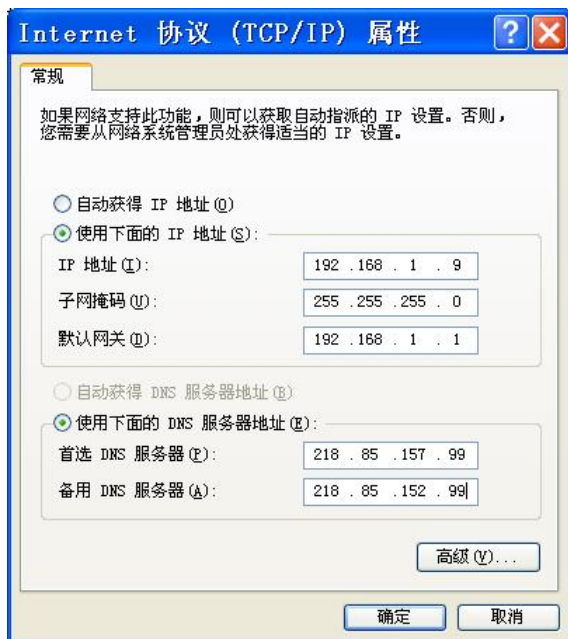 Internet 协议 (TCP/IP) 属性
常规
如果网络支持此功能，则可以获取自动指派的 IP 设置。否则，
您需要从网络系统管理员处获得适当的 IP 设置。
自动获得 IP 地址(O)
使用下面的 IP 地址(S):
IP 地址(I): 192 .168 . 1 . 9
子网掩码(U): 255 .255 .255 . 0
默认网关(D): 192 .168 . 1 . 1
自动获得 DNS 服务器地址(B)
使用下面的 DNS 服务器地址(E):
首选 DNS 服务器(P): 218 . 85 .157 . 99
备用 DNS 服务器(A): 218 . 85 .152 . 99
高级(V)...
确定 取消